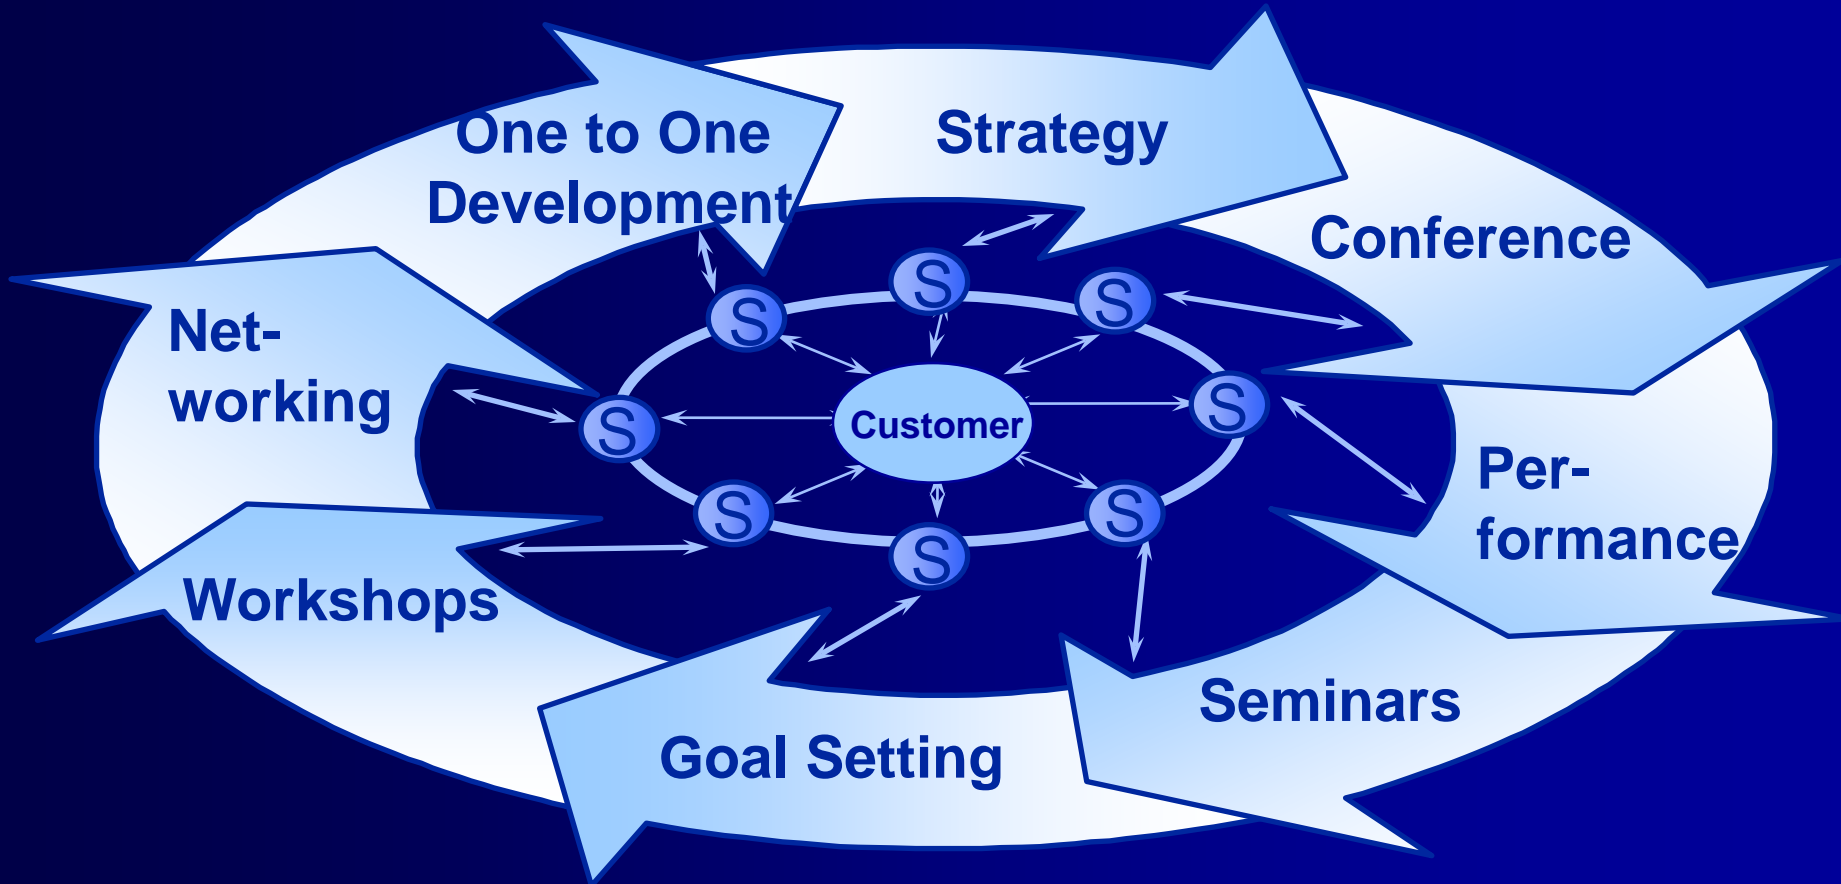 One to One
Development
Strategy
Conference
Net-
working
S
S
S
S
S
Customer
S
S
S
Per-
formance
Workshops
Seminars
Goal Setting